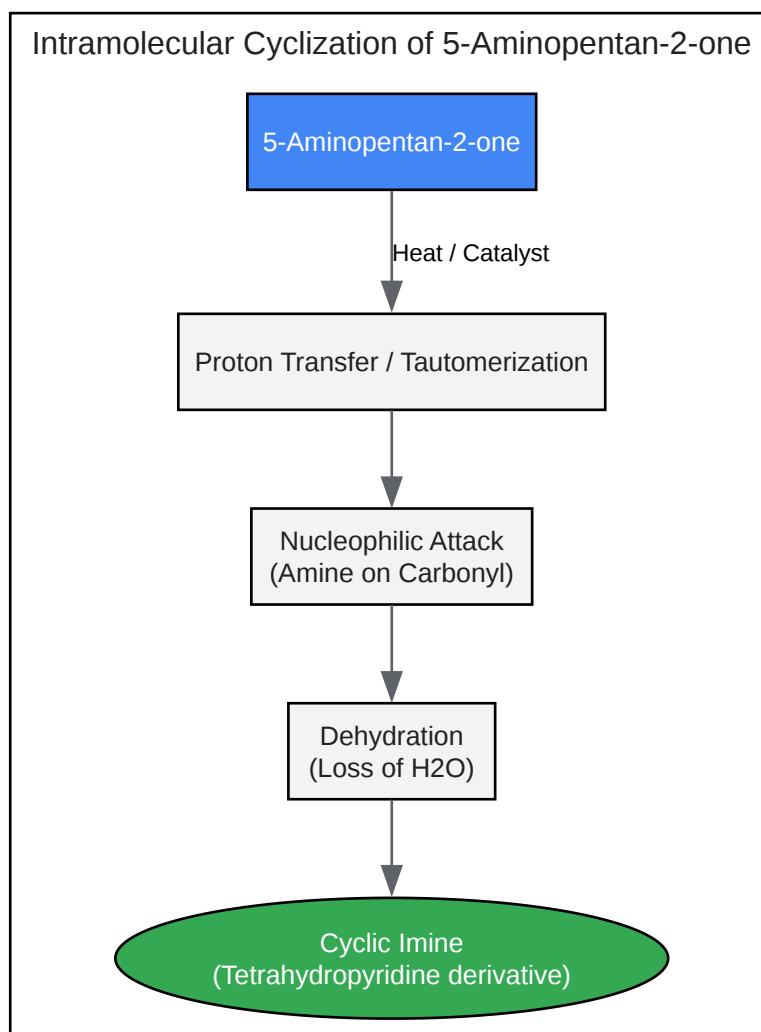 Intramolecular Cyclization of 5-Aminopentan-2-one
5-Aminopentan-2-one
Heat / Catalyst
Proton Transfer / Tautomerization
Nucleophilic Attack
(Amine on Carbonyl)
Dehydration
(Loss of H2O)
Cyclic Imine
(Tetrahydropyridine derivative)